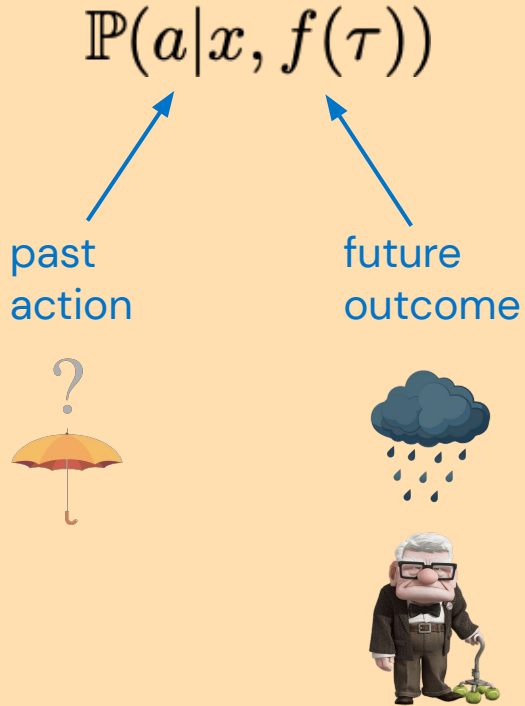 ℙ(a|x, f(τ))
past
action
future
outcome
?